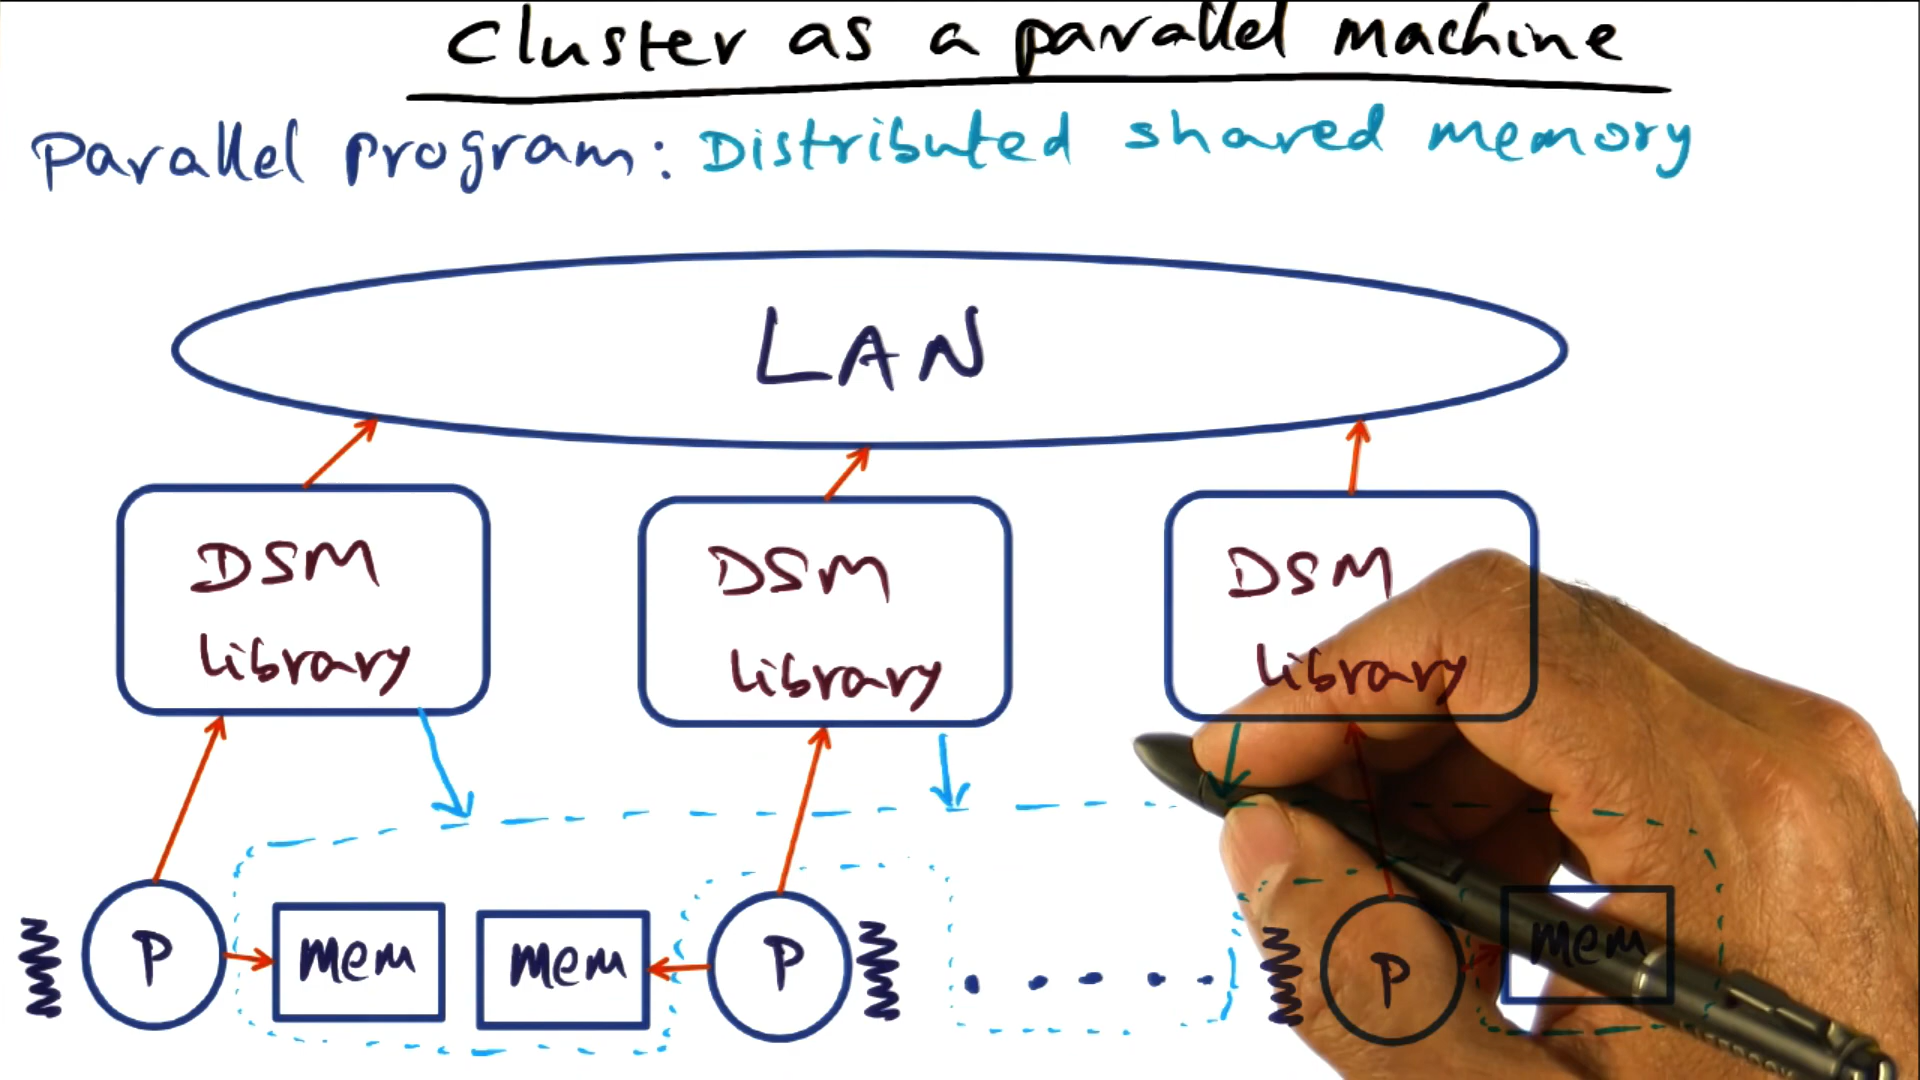 Cluster as a parallel machine
Parallel program: Distributed shared memory
LAN
DSM library
DSM library
DSM library
P
mem
mem
P
P
mem